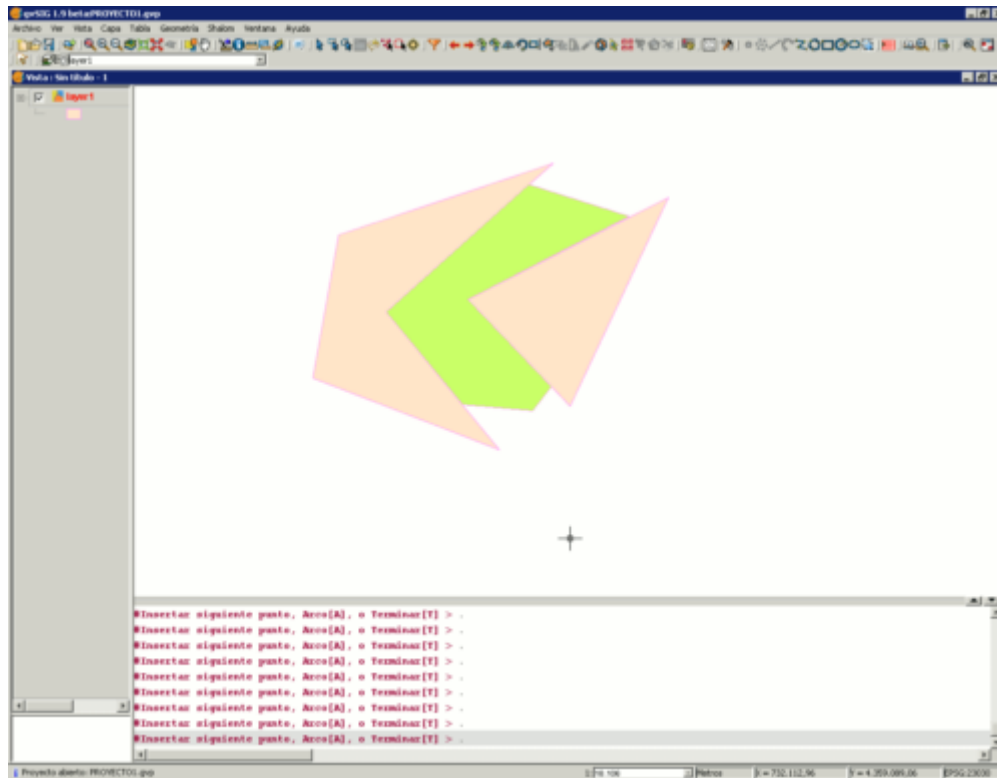 gvSIG 1.9 beta:PROYECTO1.gvp
Archivo Ver Vista Capa Tabla Geometría Shalom Ventana Ayuda
layer1
Vista : Sin título - 1
layer1
#Insertar siguiente punto, Arco[A], o Terminar[T] > .
#Insertar siguiente punto, Arco[A], o Terminar[T] > .
#Insertar siguiente punto, Arco[A], o Terminar[T] > .
#Insertar siguiente punto, Arco[A], o Terminar[T] > .
#Insertar siguiente punto, Arco[A], o Terminar[T] > .
#Insertar siguiente punto, Arco[A], o Terminar[T] > .
#Insertar siguiente punto, Arco[A], o Terminar[T] > .
#Insertar siguiente punto, Arco[A], o Terminar[T] > .
#Insertar siguiente punto, Arco[A], o Terminar[T] > .
Proyecto abierto: PROYECTO1.gvp Metros X = 732.112,96 Y = 4.359.089,86 EPSG:23030